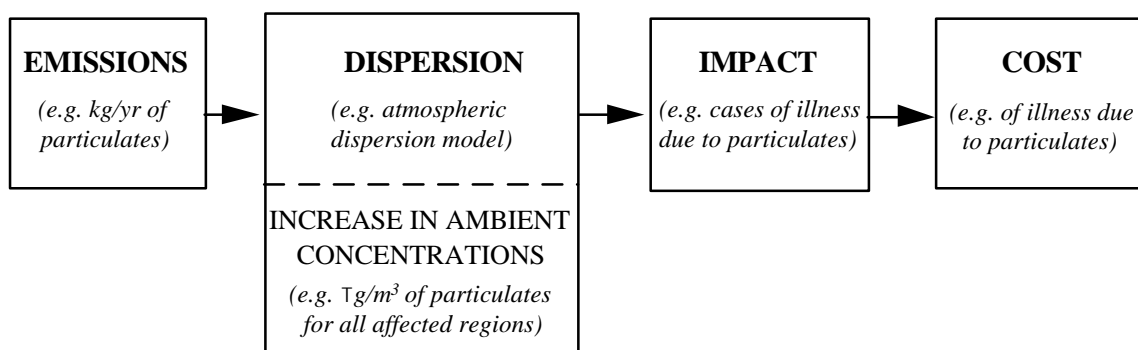 EMISSIONS
(e.g. kg/yr of
particulates)
DISPERSION
(e.g. atmospheric
dispersion model)
INCREASE IN AMBIENT
CONCENTRATIONS
(e.g. Tg/m³ of particulates
for all affected regions)
IMPACT
(e.g. cases of illness
due to particulates)
COST
(e.g. of illness due
to particulates)